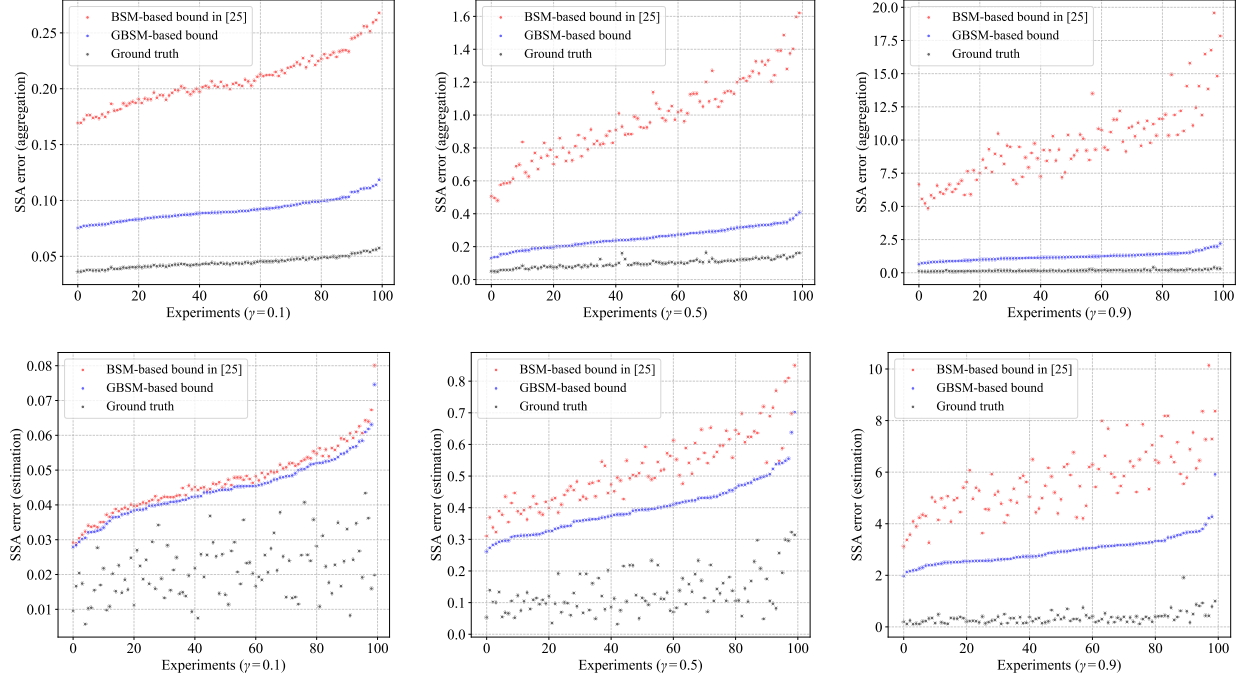 BSM-based bound in [25]
GBSM-based bound
Ground truth
SSA error (aggregation)
0.25
0.20
0.15
0.10
0.05
0 20 40 60 80 100
Experiments (γ = 0.1)
BSM-based bound in [25]
GBSM-based bound
Ground truth
SSA error (aggregation)
1.6
1.4
1.2
1.0
0.8
0.6
0.4
0.2
0.0
0 20 40 60 80 100
Experiments (γ = 0.5)
BSM-based bound in [25]
GBSM-based bound
Ground truth
SSA error (aggregation)
20.0
17.5
15.0
12.5
10.0
7.5
5.0
2.5
0.0
0 20 40 60 80 100
Experiments (γ = 0.9)
BSM-based bound in [25]
GBSM-based bound
Ground truth
SSA error (estimation)
0.08
0.07
0.06
0.05
0.04
0.03
0.02
0.01
0 20 40 60 80 100
Experiments (γ = 0.1)
BSM-based bound in [25]
GBSM-based bound
Ground truth
SSA error (estimation)
0.8
0.7
0.6
0.5
0.4
0.3
0.2
0.1
0.0
0 20 40 60 80 100
Experiments (γ = 0.5)
BSM-based bound in [25]
GBSM-based bound
Ground truth
SSA error (estimation)
10
8
6
4
2
0
0 20 40 60 80 100
Experiments (γ = 0.9)